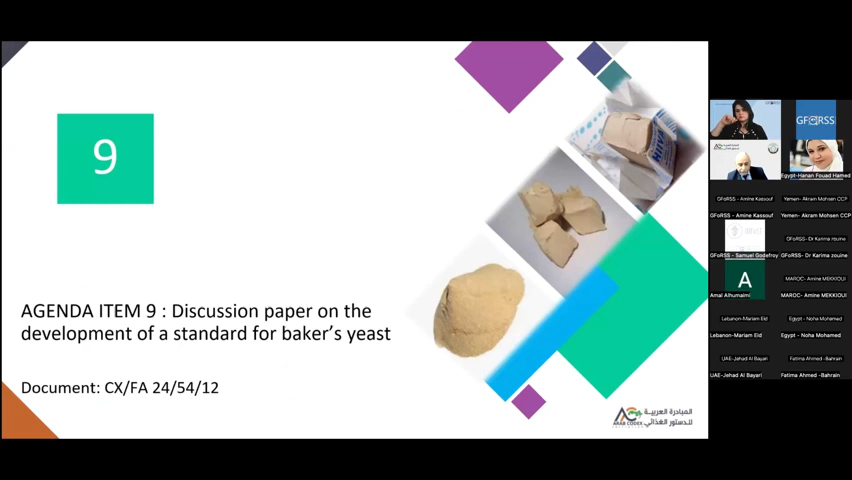 9
AGENDA ITEM 9 : Discussion paper on the
development of a standard for baker's yeast
Document: CX/FA 24/54/12
HIIVA
المبادرة العربية
للدستور الغذائي
ARAB CODEX
GFORSS
Egypt-Hanan Fouad Hamed
GFoRSS - Amine Kassouf
Yemen- Akram Mohsen CCP
GFoRSS - Amine Kassouf
Yemen- Akram Mohsen CCP
GFoRSS- Dr Karima zouine
GFoRSS - Samuel Godefroy
GFoRSS- Dr Karima zouine
A
MAROC- Amine MEKKIOUI
Amal Alhumaimi
MAROC- Amine MEKKIOUI
Lebanon-Mariam Eid
Egypt - Noha Mohamed
Lebanon-Mariam Eid
Egypt - Noha Mohamed
UAE-Jehad Al Bayari
Fatima Ahmed -Bahrain
UAE-Jehad Al Bayari
Fatima Ahmed -Bahrain